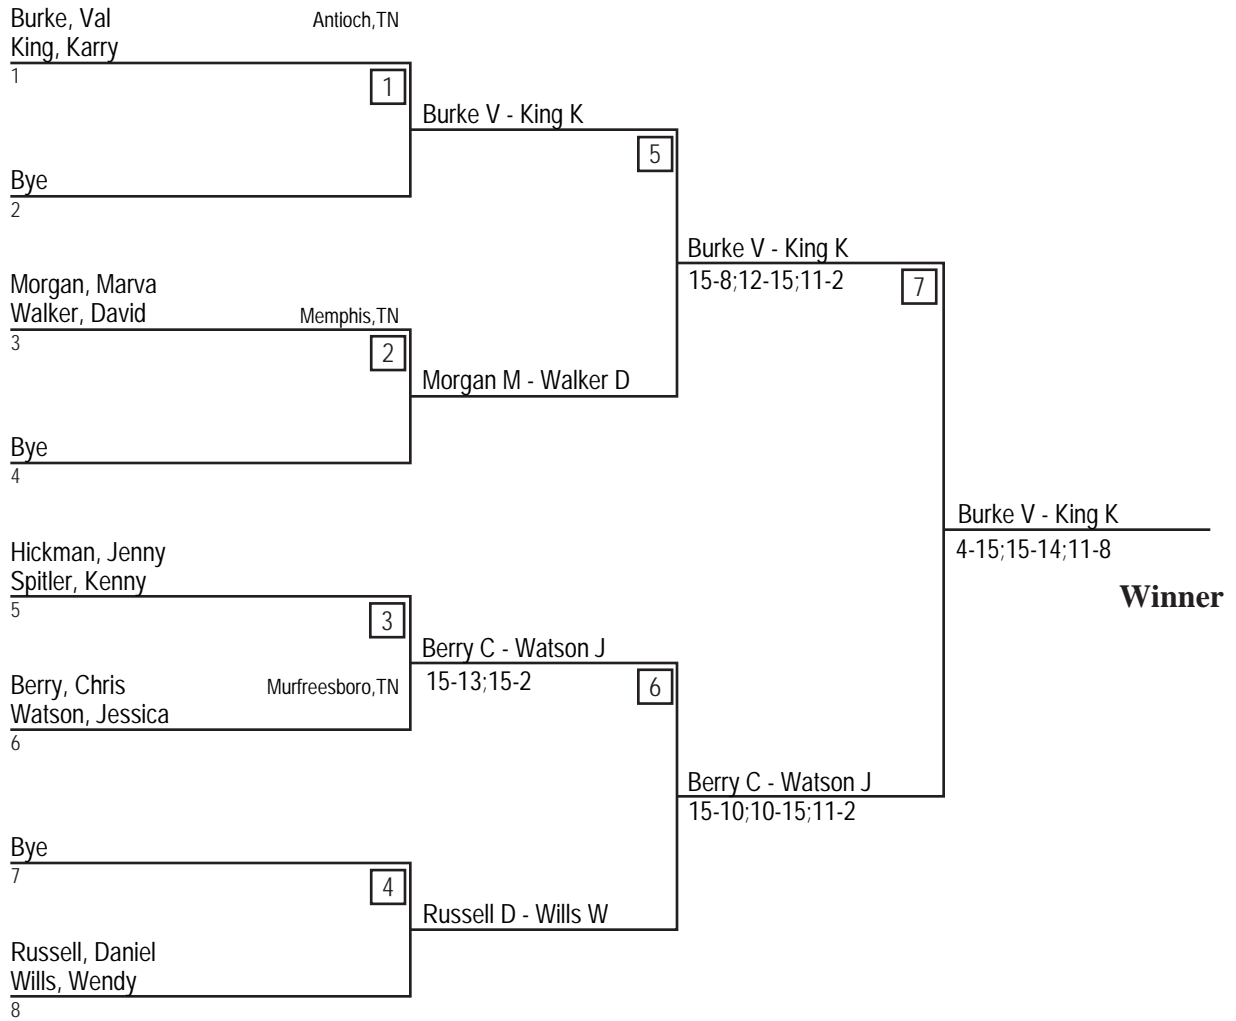 Burke, Val
Antioch,TN
King, Karry
1
1
Burke V - King K
5
Bye
2
Burke V - King K
15-8;12-15;11-2
7
Morgan, Marva
Walker, David
Memphis,TN
3
2
Morgan M - Walker D
Bye
4
Burke V - King K
4-15;15-14;11-8
Winner
Hickman, Jenny
Spitler, Kenny
5
3
Berry C - Watson J
15-13;15-2
6
Berry, Chris
Murfreesboro,TN
Watson, Jessica
6
Berry C - Watson J
15-10;10-15;11-2
Bye
7
4
Russell D - Wills W
Russell, Daniel
Wills, Wendy
8